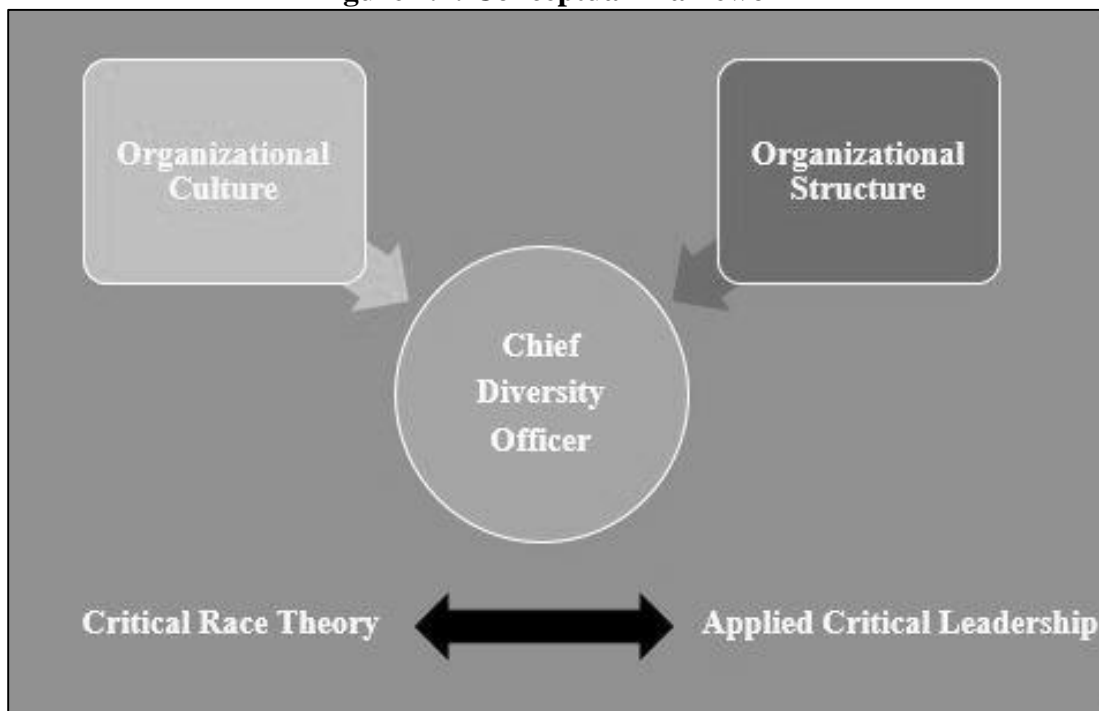 Organizational
Culture
Organizational
Structure
Chief
Diversity
Officer
Critical Race Theory
Applied Critical Leadership